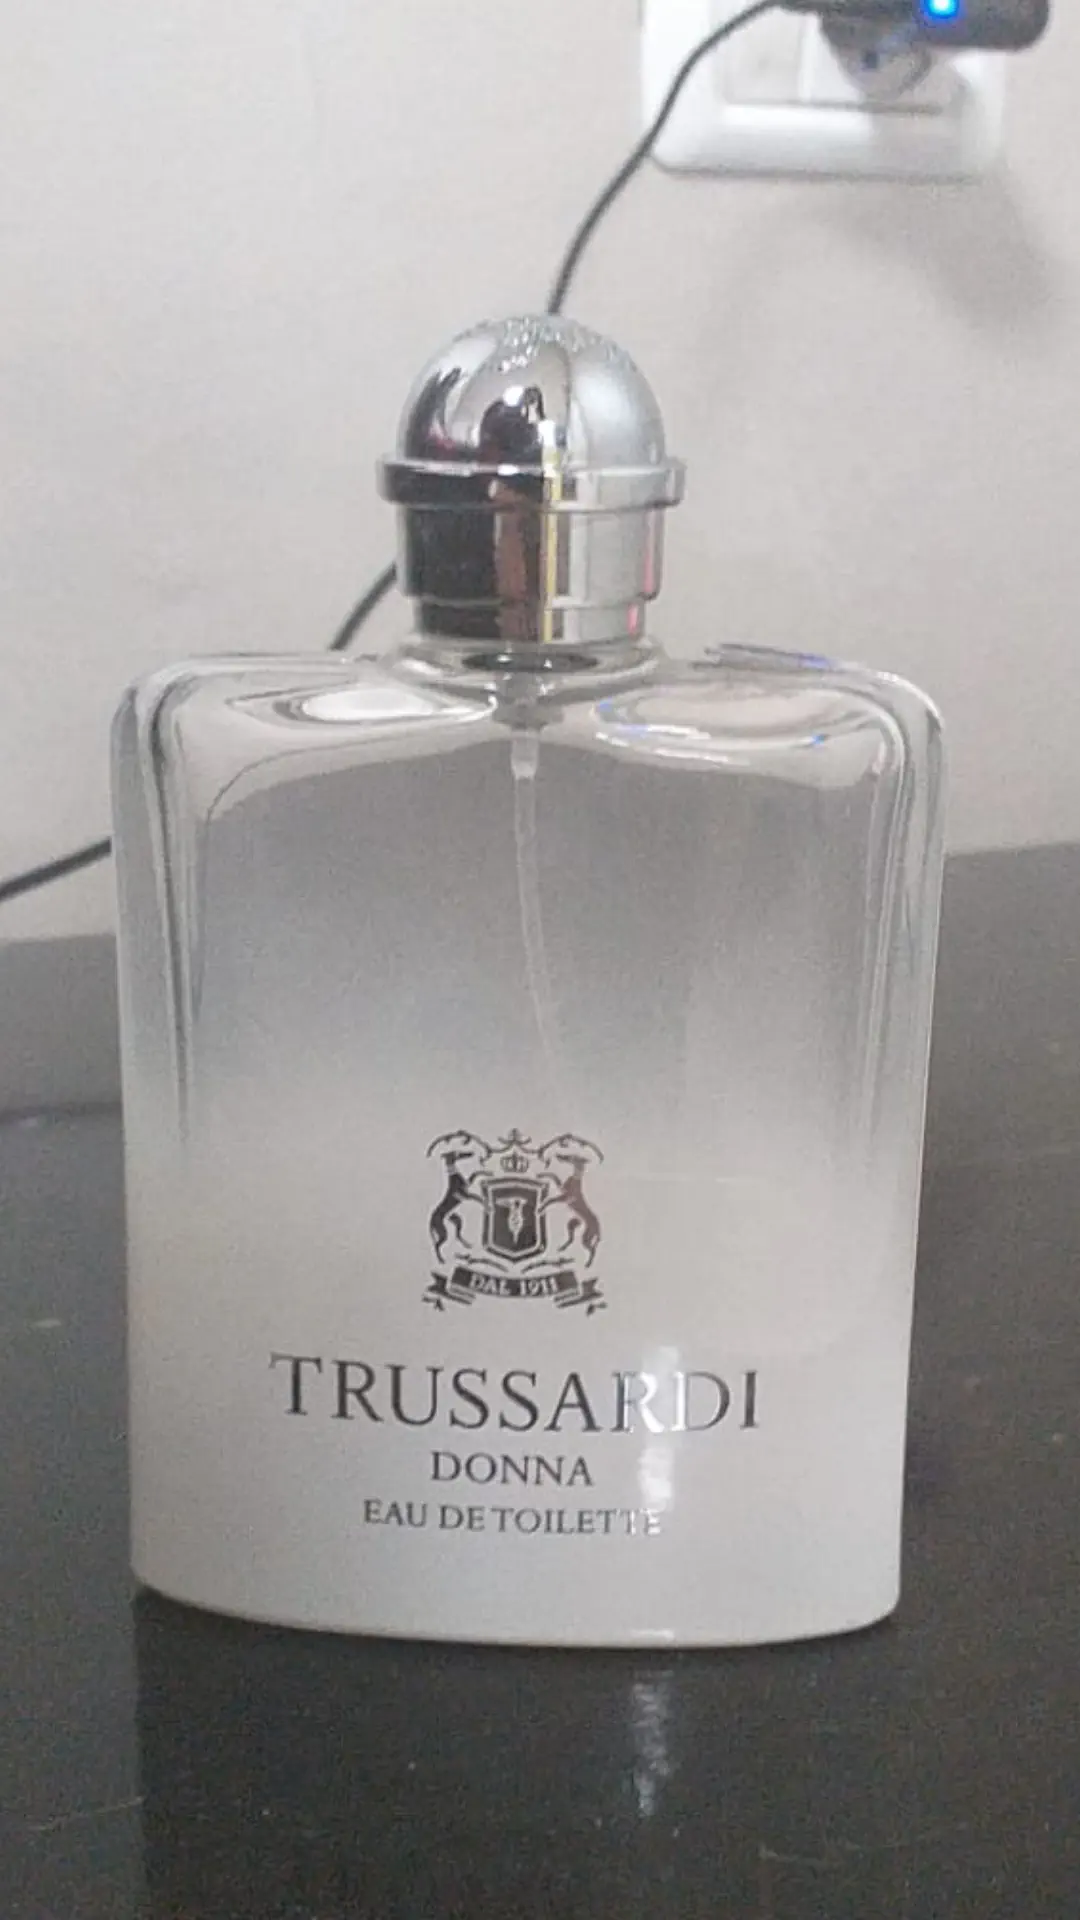 DAL 1911
TRUSSARDI
DONNA
EAU DE TOILETTE